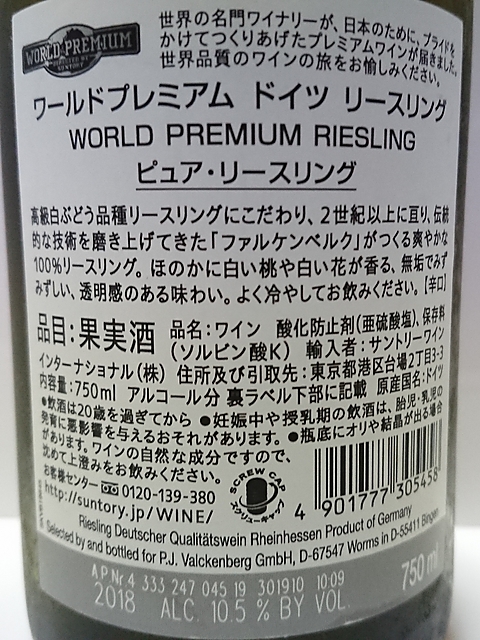 WORLD PREMIUM
SELECTED BY
SUNTORY
世界の名門ワイナリーが、日本のために、プライドを
かけてつくりあげたプレミアムワインが届きました。
世界品質のワインの旅をお愉しみください。
ワールドプレミアム ドイツ リースリング
WORLD PREMIUM RIESLING
ピュア・リースリング
高級白ぶどう品種リースリングにこだわり、2世紀以上に亘り、伝統
的な技術を磨き上げてきた「ファルケンベルク」がつくる爽やかな
100%リースリング。ほのかに白い桃や白い花が香る、無垢でみず
みずしい、透明感のある味わい。よく冷やしてお飲みください。【辛口】
品目:果実酒 品名:ワイン 酸化防止剤(亜硫酸塩)、保存料
(ソルビン酸K) 輸入者:サントリーワイン
インターナショナル(株) 住所及び引取先:東京都港区台場2丁目3-3
内容量:750ml アルコール分 裏ラベル下部に記載 原産国名:ドイツ
●飲酒は20歳を過ぎてから ●妊娠中や授乳期の飲酒は、胎児・乳児の
発育に悪影響を与えるおそれがあります。 ●瓶底にオリや結晶が出る場合
があります。ワインの自然な成分ですので、
沈めて上澄みをお飲みください。
お客様センター 0120-139-380
http://suntory.jp/WINE/
SCREW CAP
スクリューキャップ
4 901777 305458
Riesling Deutscher Qualitätswein Rheinhessen Product of Germany
Selected by and bottled for P.J. Valckenberg GmbH, D-67547 Worms in D-55411 Bingen
A.P.Nr 4 333 247 045 19 301910 10:09
750 ml
2018 ALC. 10.5 % BY VOL.